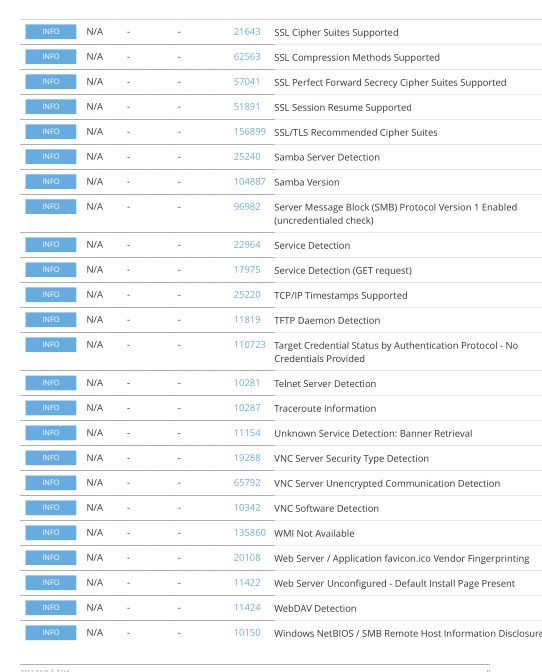 INFO N/A - - 21643 SSL Cipher Suites Supported
INFO N/A - - 62563 SSL Compression Methods Supported
INFO N/A - - 57041 SSL Perfect Forward Secrecy Cipher Suites Supported
INFO N/A - - 51891 SSL Session Resume Supported
INFO N/A - - 156899 SSL/TLS Recommended Cipher Suites
INFO N/A - - 25240 Samba Server Detection
INFO N/A - - 104887 Samba Version
INFO N/A - - 96982 Server Message Block (SMB) Protocol Version 1 Enabled
(uncredentialed check)
INFO N/A - - 22964 Service Detection
INFO N/A - - 17975 Service Detection (GET request)
INFO N/A - - 25220 TCP/IP Timestamps Supported
INFO N/A - - 11819 TFTP Daemon Detection
INFO N/A - - 110723 Target Credential Status by Authentication Protocol - No
Credentials Provided
INFO N/A - - 10281 Telnet Server Detection
INFO N/A - - 10287 Traceroute Information
INFO N/A - - 11154 Unknown Service Detection: Banner Retrieval
INFO N/A - - 19288 VNC Server Security Type Detection
INFO N/A - - 65792 VNC Server Unencrypted Communication Detection
INFO N/A - - 10342 VNC Software Detection
INFO N/A - - 135860 WMI Not Available
INFO N/A - - 20108 Web Server / Application favicon.ico Vendor Fingerprinting
INFO N/A - - 11422 Web Server Unconfigured - Default Install Page Present
INFO N/A - - 11424 WebDAV Detection
INFO N/A - - 10150 Windows NetBIOS / SMB Remote Host Information Disclosure